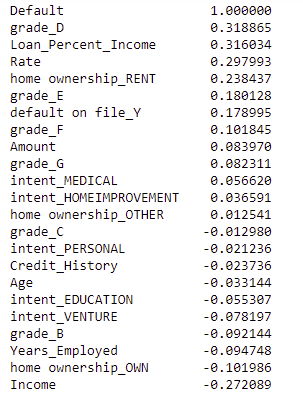 Default 1.000000
grade_D 0.318865
Loan_Percent_Income 0.316034
Rate 0.297993
home ownership_RENT 0.238437
grade_E 0.180128
default on file_Y 0.178995
grade_F 0.101845
Amount 0.083970
grade_G 0.082311
intent_MEDICAL 0.056620
intent_HOMEIMPROVEMENT 0.036591
home ownership_OTHER 0.012541
grade_C -0.012980
intent_PERSONAL -0.021236
Credit_History -0.023736
Age -0.033144
intent_EDUCATION -0.055307
intent_VENTURE -0.078197
grade_B -0.092144
Years_Employed -0.094748
home ownership_OWN -0.101986
Income -0.272089